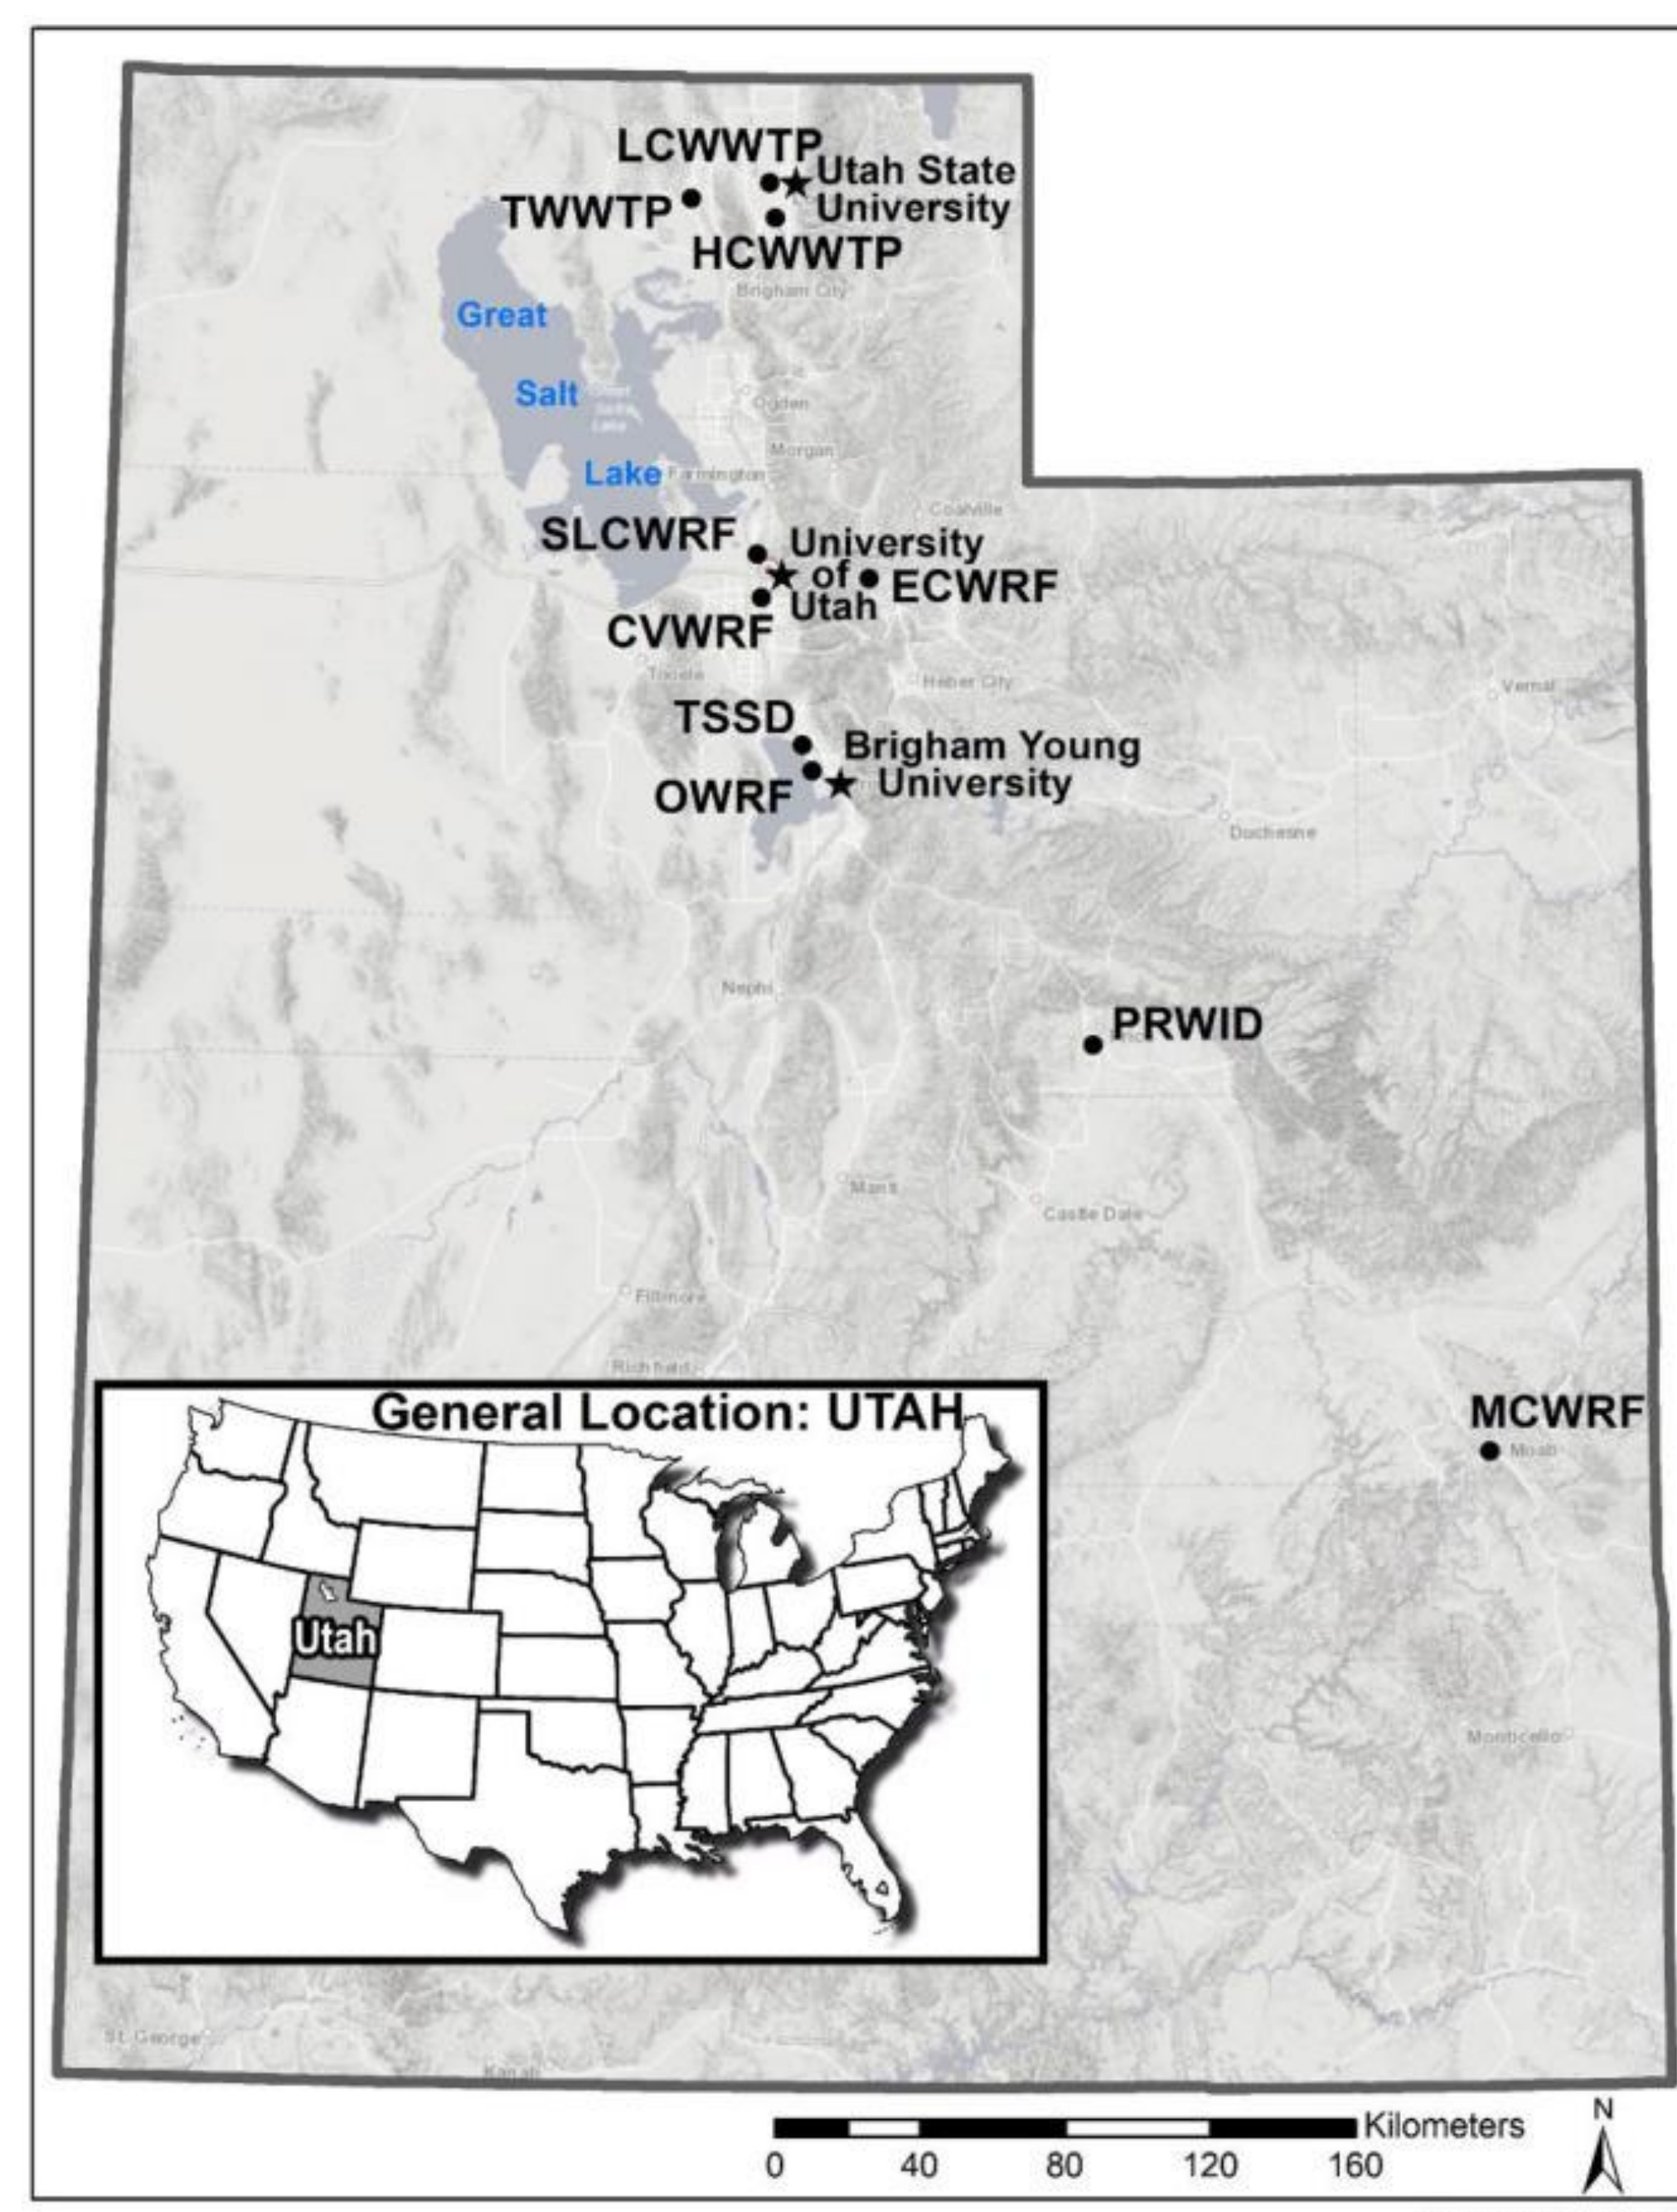 LCWWTP
Utah State
University
TWWTP
HCWWTP
Brigham City
Great
Salt
Lake
Ogden
Morgan
Farmington
Coalville
SLCWRF
University
of
Utah
ECWRF
CVWRF
Tooele
Heber City
Vernal
TSSD
Brigham Young
University
OWRF
Duchesne
Nephi
PRWID
Manti
Castle Dale
Fillmore
Richfield
MCWRF
Moab
General Location: UTAH
Utah
Monticello
St. George
Kanab
Kilometers
0 40 80 120 160
N